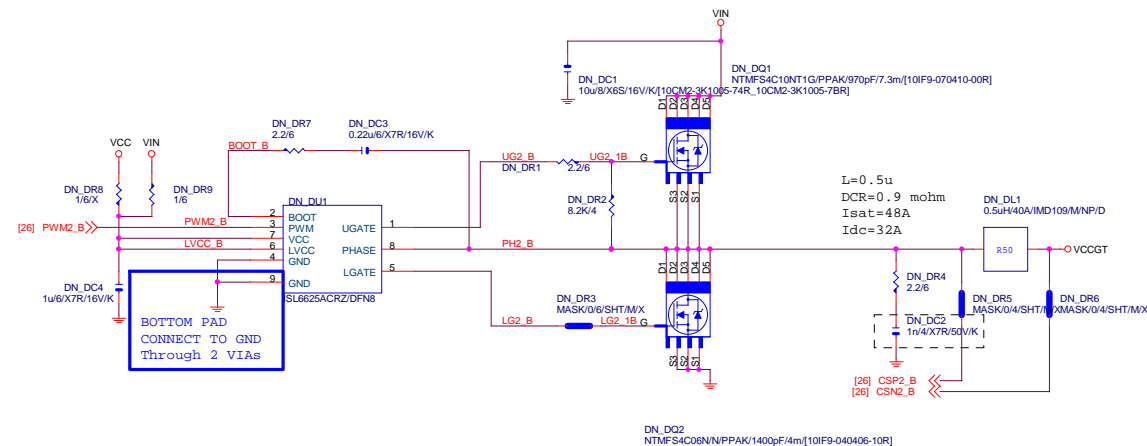 VIN
DN_DC1
10u/8/X6S/16V/K/[10CM2-3K1005-74R_10CM2-3K1005-7BR]
DN_DQ1
NTMFS4C10NT1G/PPAK/970pF/7.3m/[10IF9-070410-00R]
D1
D2
D3
D4
D5
G
S3
S2
S1
VCC
VIN
BOOT_B
DN_DR7
2.2/6
DN_DC3
0.22u/6/X7R/16V/K
DN_DR8
1/6/X
DN_DR9
1/6
UG2_B
DN_DR1
2.2/6
UG2_1B
DN_DR2
8.2K/4
[26] PWM2_B
PWM2_B
LVCC_B
DN_DU1
2 BOOT
3 PWM
7 VCC
6 LVCC
4 GND
9 GND
UGATE 1
PHASE 8
LGATE 5
ISL6625ACRZ/DFN8
DN_DC4
1u/6/X7R/16V/K
BOTTOM PAD
CONNECT TO GND
Through 2 VIAs
PH2_B
LG2_B
DN_DR3
MASK/0/6/SHT/M/X
LG2_1B
D1
D2
D3
D4
D5
G
S3
S2
S1
L=0.5u
DCR=0.9 mohm
Isat=48A
Idc=32A
DN_DL1
0.5uH/40A/IMD109/M/NP/D
R50
VCCGT
DN_DR4
2.2/6
DN_DR5
MASK/0/4/SHT/M/X
DN_DR6
MASK/0/4/SHT/M/X
DN_DC2
1n/4/X7R/50V/K
[26] CSP2_B
[26] CSN2_B
DN_DQ2
NTMFS4C06N/N/PPAK/1400pF/4m/[10IF9-040406-10R]